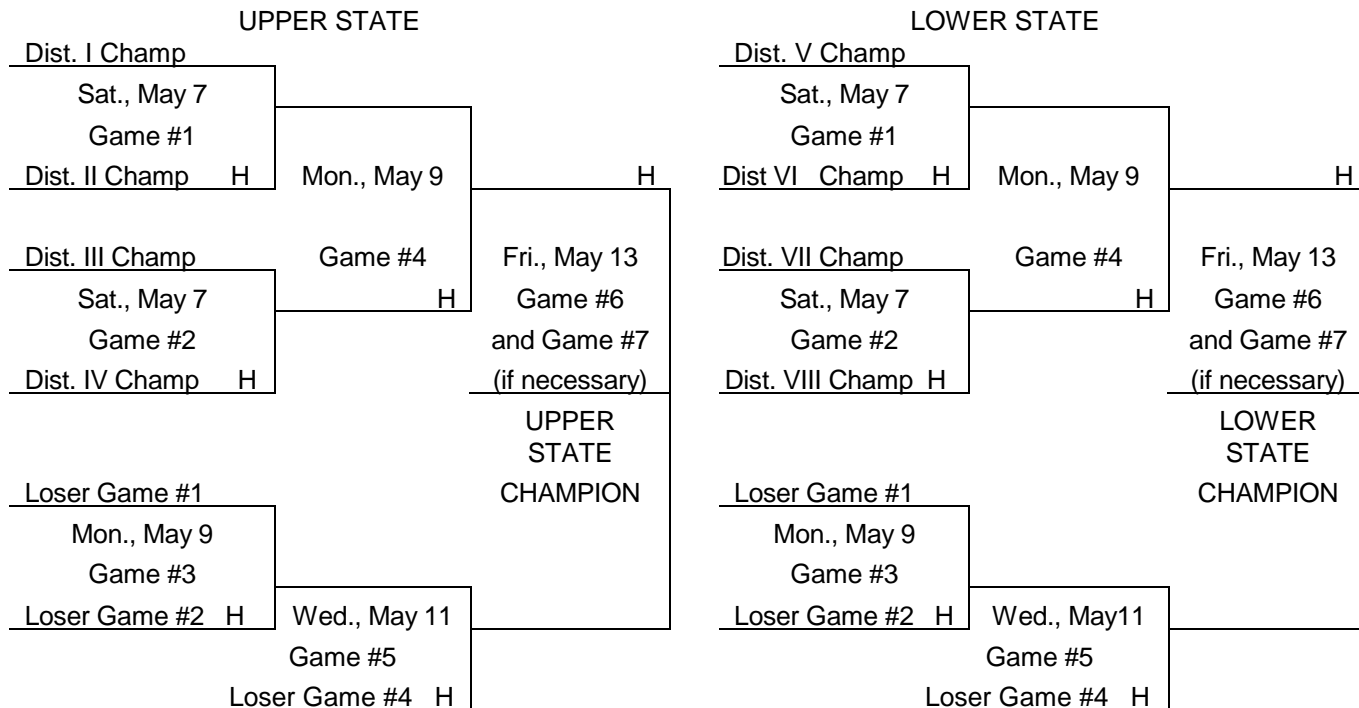 UPPER STATE
Dist. I Champ
Sat., May 7
Game #1
Dist. II Champ H
Mon., May 9
H
Dist. III Champ
Game #4
Fri., May 13
Sat., May 7
H
Game #6
Game #2
and Game #7
Dist. IV Champ H
(if necessary)
UPPER
STATE
Loser Game #1
CHAMPION
Mon., May 9
Game #3
Loser Game #2 H
Wed., May 11
Game #5
Loser Game #4 H
LOWER STATE
Dist. V Champ
Sat., May 7
Game #1
Dist VI Champ H
Mon., May 9
H
Dist. VII Champ
Game #4
Fri., May 13
Sat., May 7
H
Game #6
Game #2
and Game #7
Dist. VIII Champ H
(if necessary)
LOWER
STATE
Loser Game #1
CHAMPION
Mon., May 9
Game #3
Loser Game #2 H
Wed., May11
Game #5
Loser Game #4 H